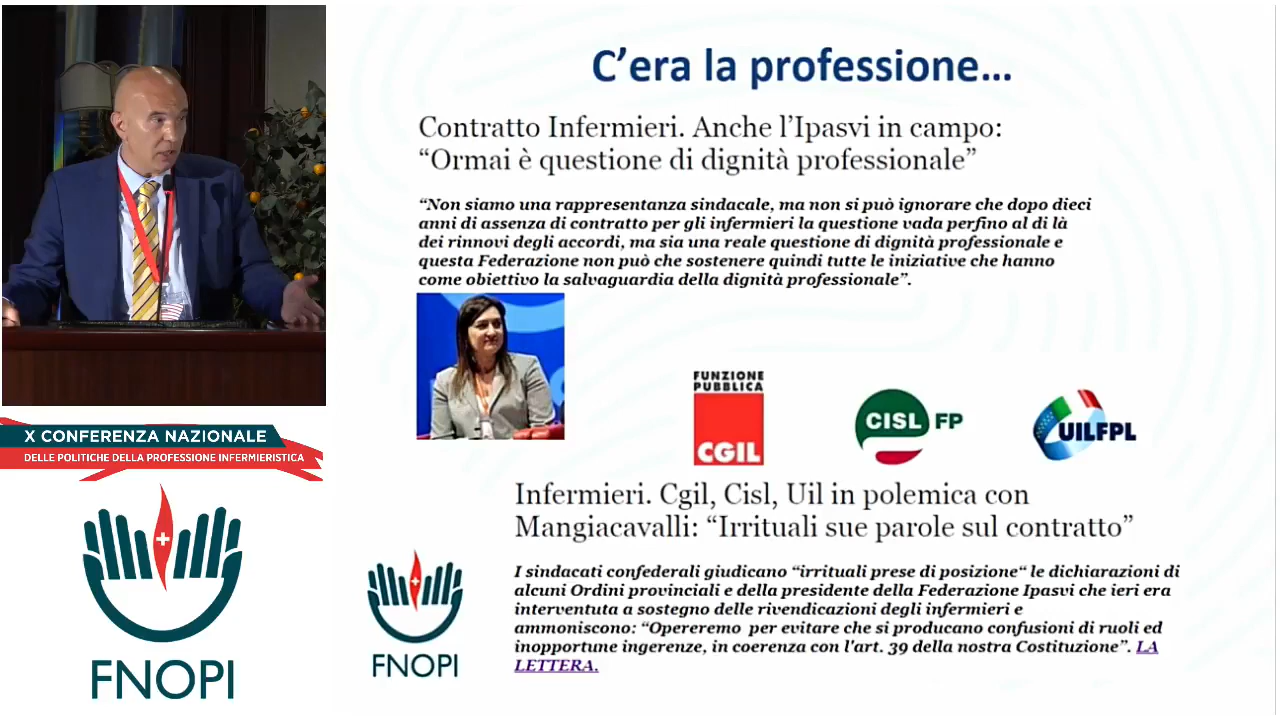 C'era la professione...
Contratto Infermieri. Anche l'Ipasvi in campo:
“Ormai è questione di dignità professionale”
“Non siamo una rappresentanza sindacale, ma non si può ignorare che dopo dieci
anni di assenza di contratto per gli infermieri la questione vada perfino al di là
dei rinnovi degli accordi, ma sia una reale questione di dignità professionale e
questa Federazione non può che sostenere quindi tutte le iniziative che hanno
come obiettivo la salvaguardia della dignità professionale”.
FUNZIONE
PUBBLICA
CGIL
CISL FP
UILFPL
Infermieri. Cgil, Cisl, Uil in polemica con
Mangiacavalli: “Irrituali sue parole sul contratto”
I sindacati confederali giudicano “irrituali prese di posizione“ le dichiarazioni di
alcuni Ordini provinciali e della presidente della Federazione Ipasvi che ieri era
interventuta a sostegno delle rivendicazioni degli infermieri e
ammoniscono: “Opereremo per evitare che si producano confusioni di ruoli ed
inopportune ingerenze, in coerenza con l'art. 39 della nostra Costituzione”. LA
LETTERA.
FNOPI
X CONFERENZA NAZIONALE
DELLE POLITICHE DELLA PROFESSIONE INFERMIERISTICA
FNOPI